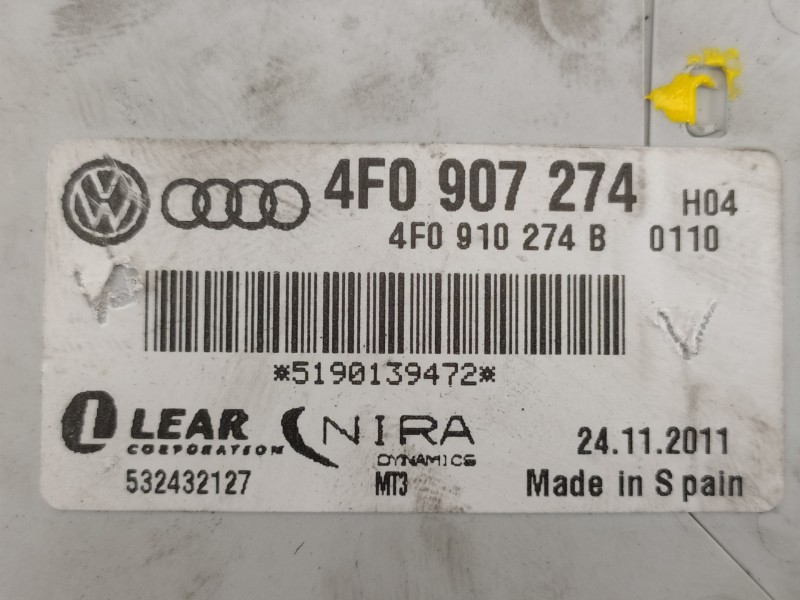 4F0 907 274 H04
4F0 910 274 B 0110
*5190139472*
LEAR CORPORATION
NIRA DYNAMICS
24.11.2011
532432127
MT3
Made in Spain